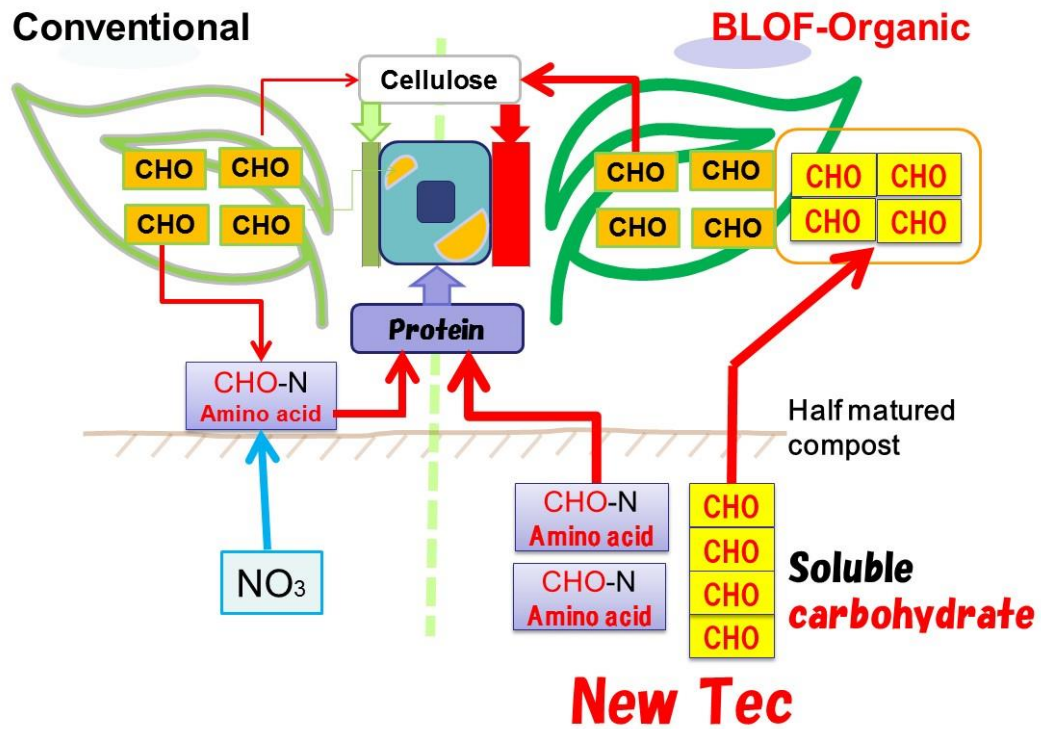 Conventional
BLOF-Organic
Cellulose
CHO CHO
CHO CHO
CHO CHO
CHO CHO
CHO CHO
CHO CHO
Protein
CHO-N
Amino acid
NO3
Half matured
compost
CHO-N
Amino acid
CHO-N
Amino acid
CHO
CHO
CHO
CHO
Soluble
carbohydrate
New Tec